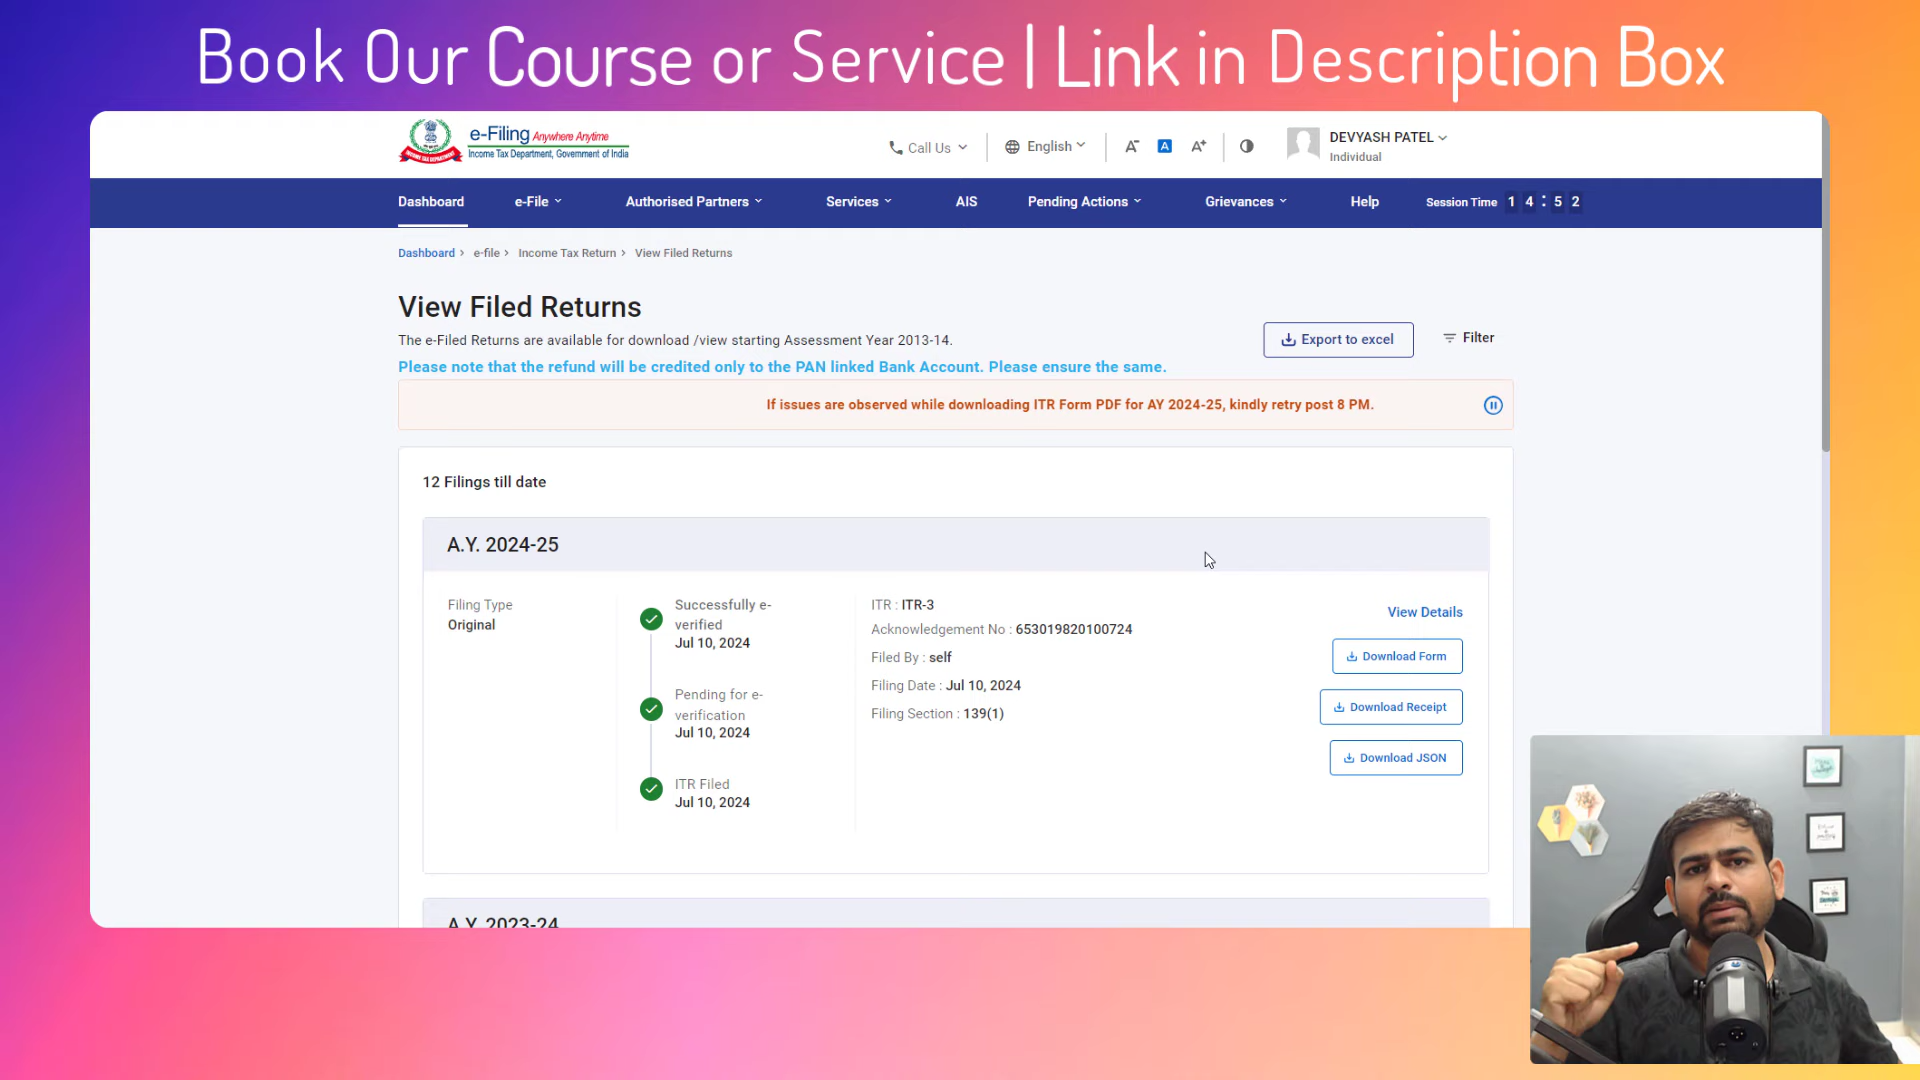 Book Our Course or Service | Link in Description Box
e-Filing Anywhere Anytime
Income Tax Department, Government of India
Call Us
English
A-
A
A+
DEVYASH PATEL
Individual
Dashboard
e-File
Authorised Partners
Services
AIS
Pending Actions
Grievances
Help
Session Time 14:52
Dashboard › e-file › Income Tax Return › View Filed Returns
View Filed Returns
The e-Filed Returns are available for download /view starting Assessment Year 2013-14.
Export to excel
Filter
Please note that the refund will be credited only to the PAN linked Bank Account. Please ensure the same.
If issues are observed while downloading ITR Form PDF for AY 2024-25, kindly retry post 8 PM.
12 Filings till date
A.Y. 2024-25
Filing Type
Original
Successfully e-
verified
Jul 10, 2024
Pending for e-
verification
Jul 10, 2024
ITR Filed
Jul 10, 2024
ITR : ITR-3
Acknowledgement No : 653019820100724
Filed By : self
Filing Date : Jul 10, 2024
Filing Section : 139(1)
View Details
Download Form
Download Receipt
Download JSON
A.Y. 2023-24